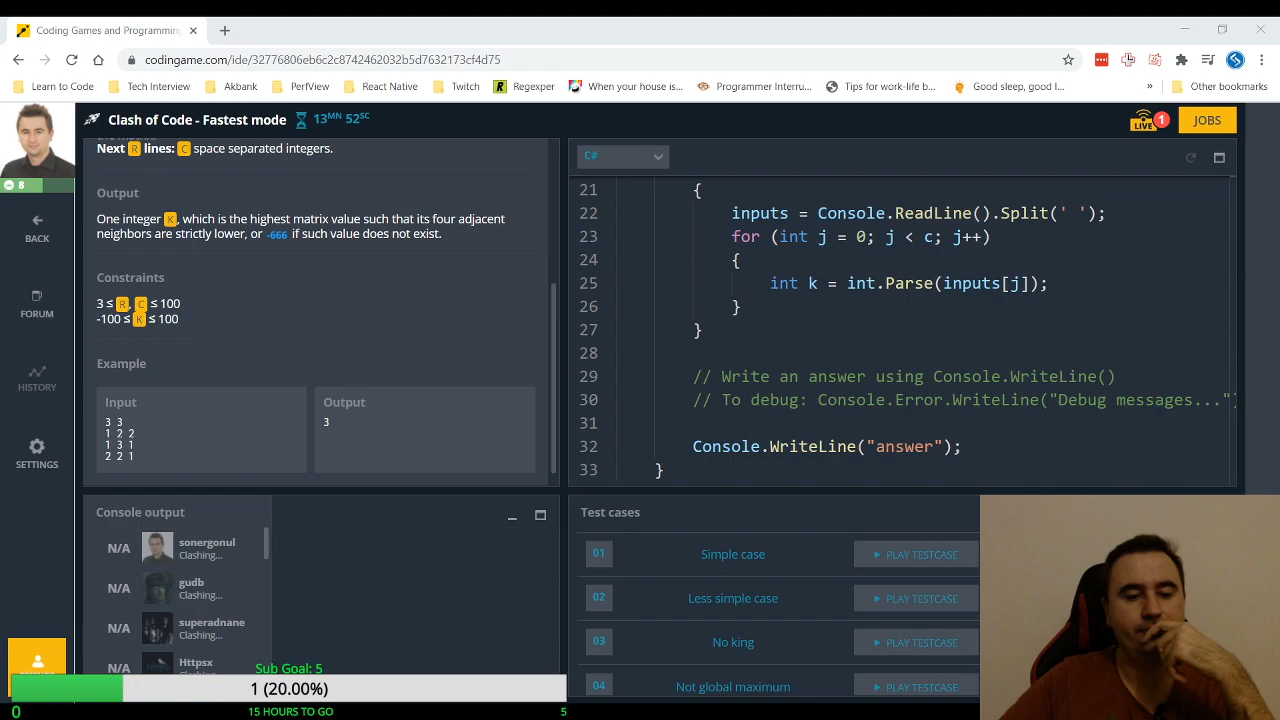 Coding Games and Programming
codingame.com/ide/32776806eb6c2c8742462032b5d7632173cf4d75
Learn to Code
Tech Interview
Akbank
PerfView
React Native
Twitch
Regexper
When your house is...
Programmer Interru...
Tips for work-life b...
Good sleep, good l...
»
Other bookmarks
Clash of Code - Fastest mode
13MN 52SC
LIVE
1
JOBS
8
BACK
FORUM
HISTORY
SETTINGS
Next R lines: C space separated integers.
Output
One integer K, which is the highest matrix value such that its four adjacent
neighbors are strictly lower, or -666 if such value does not exist.
Constraints
3 ≤ R, C ≤ 100
-100 ≤ K ≤ 100
Example
Input
3 3
1 2 2
1 3 1
2 2 1
Output
3
C#
21 {
22 inputs = Console.ReadLine().Split(' ');
23 for (int j = 0; j < c; j++)
24 {
25 int k = int.Parse(inputs[j]);
26 }
27 }
28
29 // Write an answer using Console.WriteLine()
30 // To debug: Console.Error.WriteLine("Debug messages...")
31
32 Console.WriteLine("answer");
33 }
Console output
N/A
sonergonul
Clashing...
N/A
gudb
Clashing...
N/A
superadnane
Clashing...
N/A
Httpsx
Test cases
01 Simple case PLAY TESTCASE
02 Less simple case PLAY TESTCASE
03 No king PLAY TESTCASE
04 Not global maximum PLAY TESTCASE
Sub Goal: 5
1 (20.00%)
0
15 HOURS TO GO
5